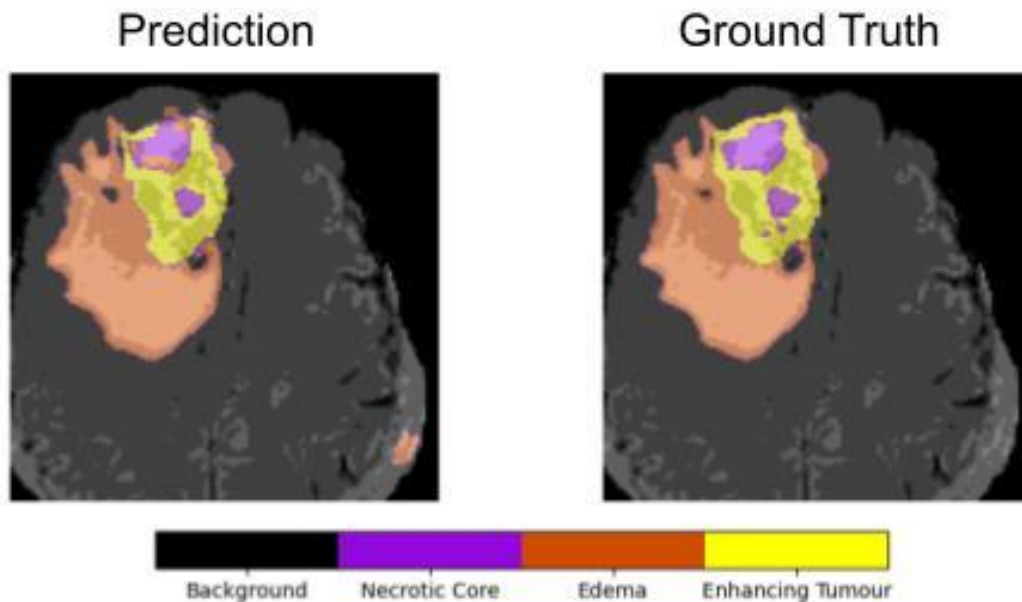 Prediction
Ground Truth
Background
Necrotic Core
Edema
Enhancing Tumour